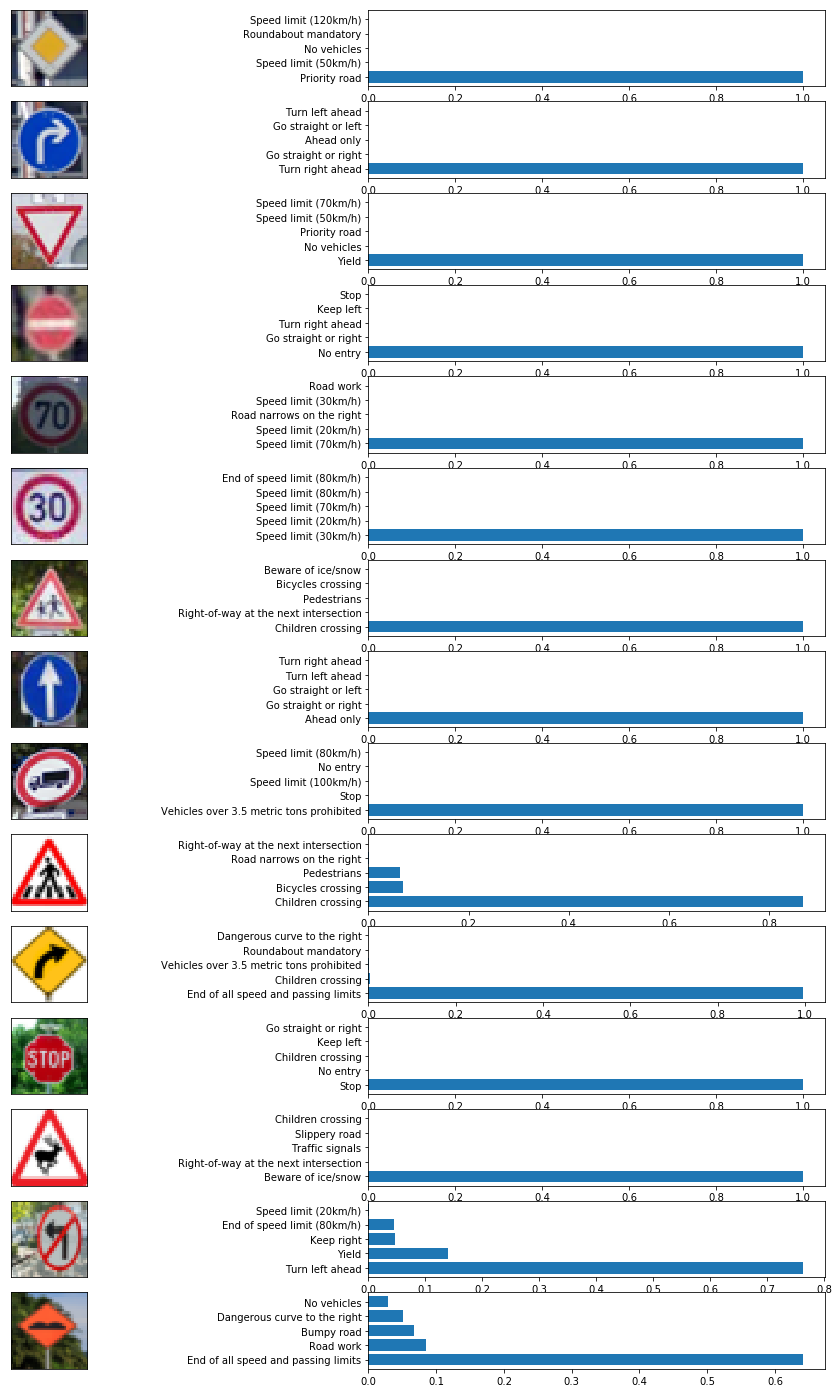 Speed limit (120km/h)
Roundabout mandatory
No vehicles
Speed limit (50km/h)
Priority road
0.0 0.2 0.4 0.6 0.8 1.0
Turn left ahead
Go straight or left
Ahead only
Go straight or right
Turn right ahead
0.0 0.2 0.4 0.6 0.8 1.0
Speed limit (70km/h)
Speed limit (50km/h)
Priority road
No vehicles
Yield
0.0 0.2 0.4 0.6 0.8 1.0
Stop
Keep left
Turn right ahead
Go straight or right
No entry
0.0 0.2 0.4 0.6 0.8 1.0
70
Road work
Speed limit (30km/h)
Road narrows on the right
Speed limit (20km/h)
Speed limit (70km/h)
0.0 0.2 0.4 0.6 0.8 1.0
30
End of speed limit (80km/h)
Speed limit (80km/h)
Speed limit (70km/h)
Speed limit (20km/h)
Speed limit (30km/h)
0.0 0.2 0.4 0.6 0.8 1.0
Beware of ice/snow
Bicycles crossing
Pedestrians
Right-of-way at the next intersection
Children crossing
0.0 0.2 0.4 0.6 0.8 1.0
Turn right ahead
Turn left ahead
Go straight or left
Go straight or right
Ahead only
0.0 0.2 0.4 0.6 0.8 1.0
Speed limit (80km/h)
No entry
Speed limit (100km/h)
Stop
Vehicles over 3.5 metric tons prohibited
0.0 0.2 0.4 0.6 0.8 1.0
Right-of-way at the next intersection
Road narrows on the right
Pedestrians
Bicycles crossing
Children crossing
0.0 0.2 0.4 0.6 0.8
Dangerous curve to the right
Roundabout mandatory
Vehicles over 3.5 metric tons prohibited
Children crossing
End of all speed and passing limits
0.0 0.2 0.4 0.6 0.8 1.0
STOP
Go straight or right
Keep left
Children crossing
No entry
Stop
0.0 0.2 0.4 0.6 0.8 1.0
Children crossing
Slippery road
Traffic signals
Right-of-way at the next intersection
Beware of ice/snow
0.0 0.2 0.4 0.6 0.8 1.0
Speed limit (20km/h)
End of speed limit (80km/h)
Keep right
Yield
Turn left ahead
0.0 0.1 0.2 0.3 0.4 0.5 0.6 0.7 0.8
No vehicles
Dangerous curve to the right
Bumpy road
Road work
End of all speed and passing limits
0.0 0.1 0.2 0.3 0.4 0.5 0.6